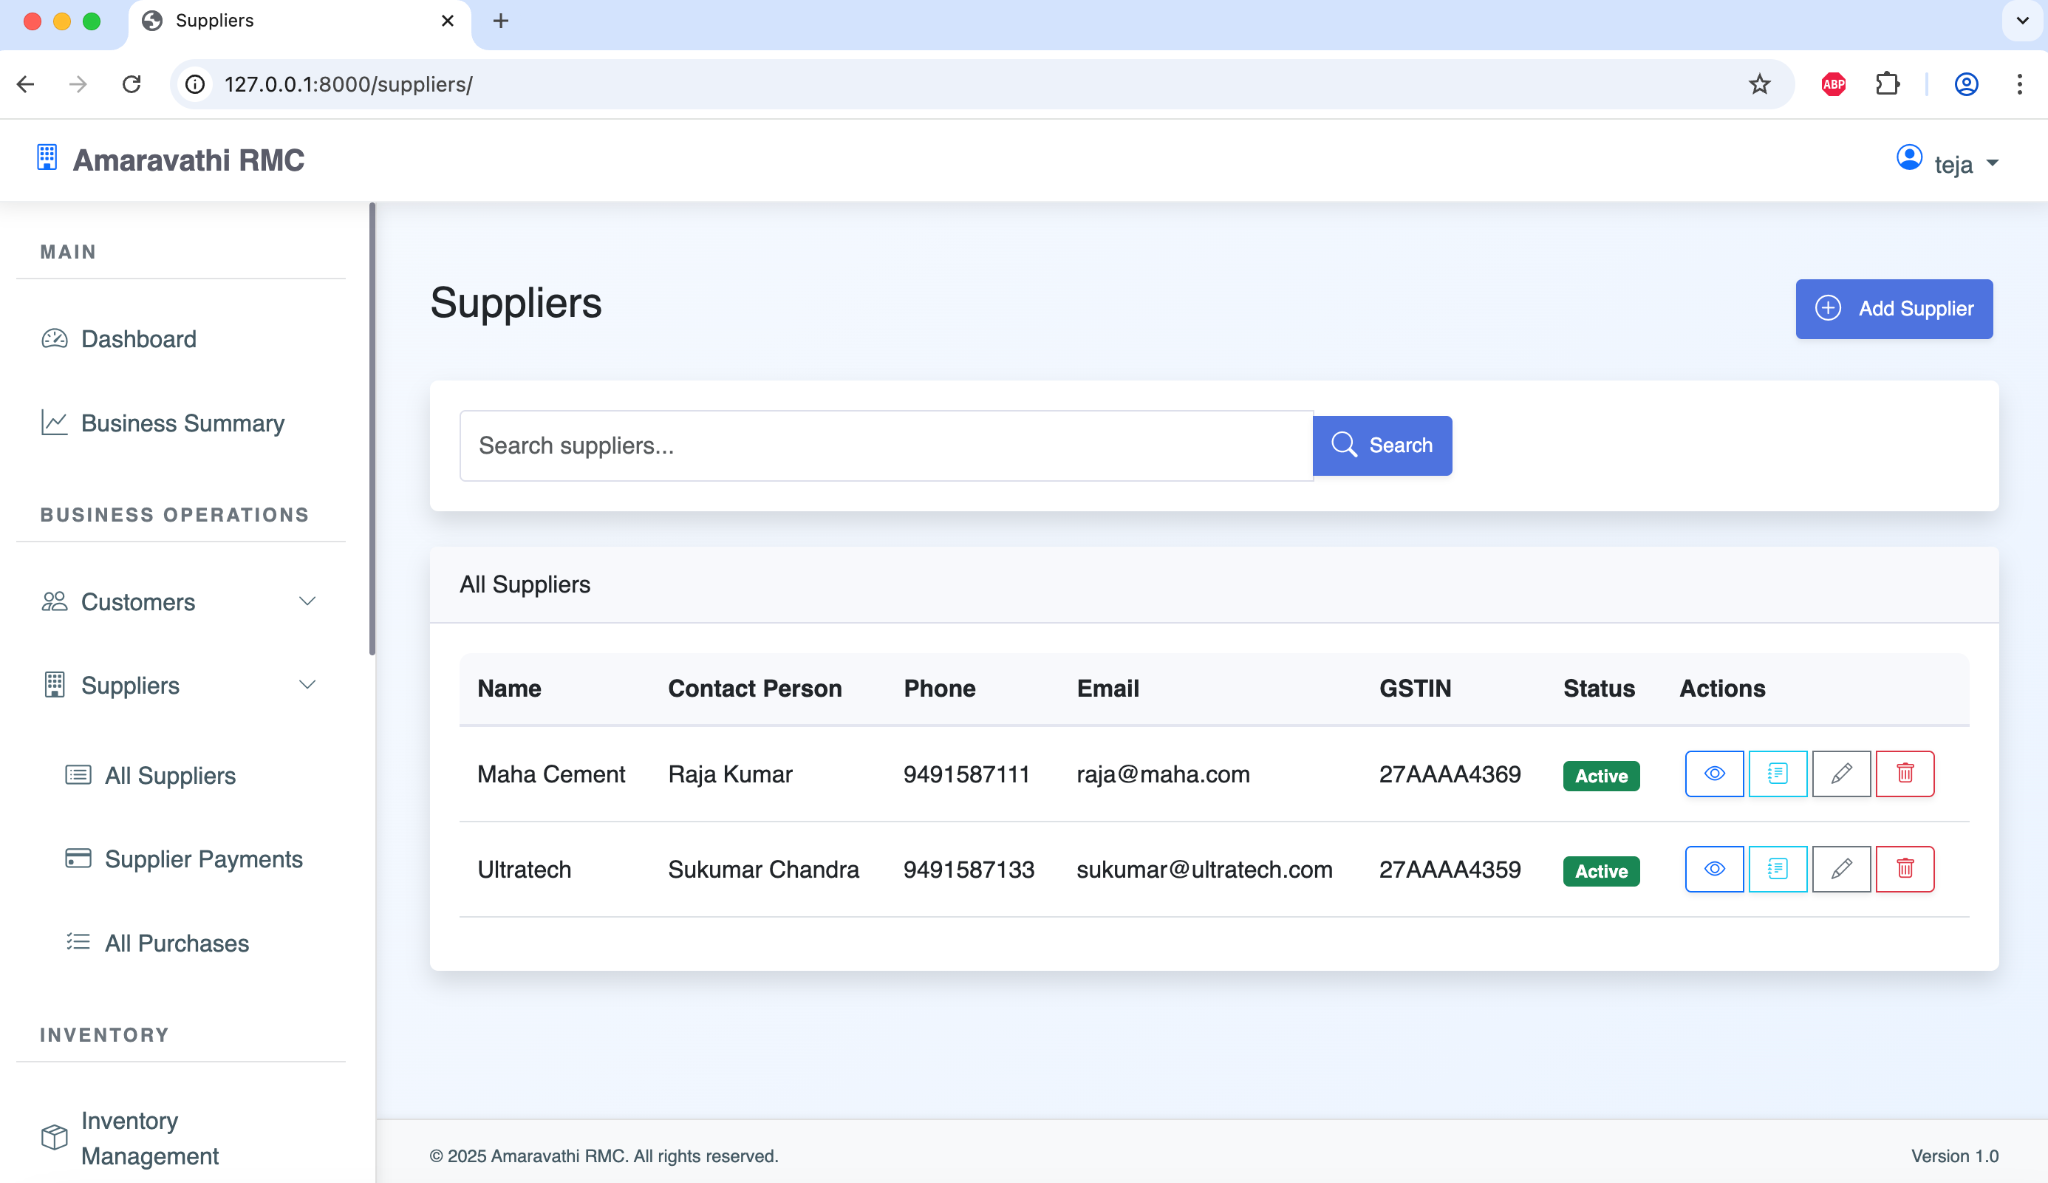 Suppliers
127.0.0.1:8000/suppliers/
ABP
Amaravathi RMC
teja
MAIN
Dashboard
Business Summary
BUSINESS OPERATIONS
Customers
Suppliers
All Suppliers
Supplier Payments
All Purchases
INVENTORY
Inventory
Management
Suppliers
Add Supplier
Search suppliers...
Search
All Suppliers
Name Contact Person Phone Email GSTIN Status Actions
Maha Cement Raja Kumar 9491587111 raja@maha.com 27AAAA4369 Active
Ultratech Sukumar Chandra 9491587133 sukumar@ultratech.com 27AAAA4359 Active
© 2025 Amaravathi RMC. All rights reserved.
Version 1.0